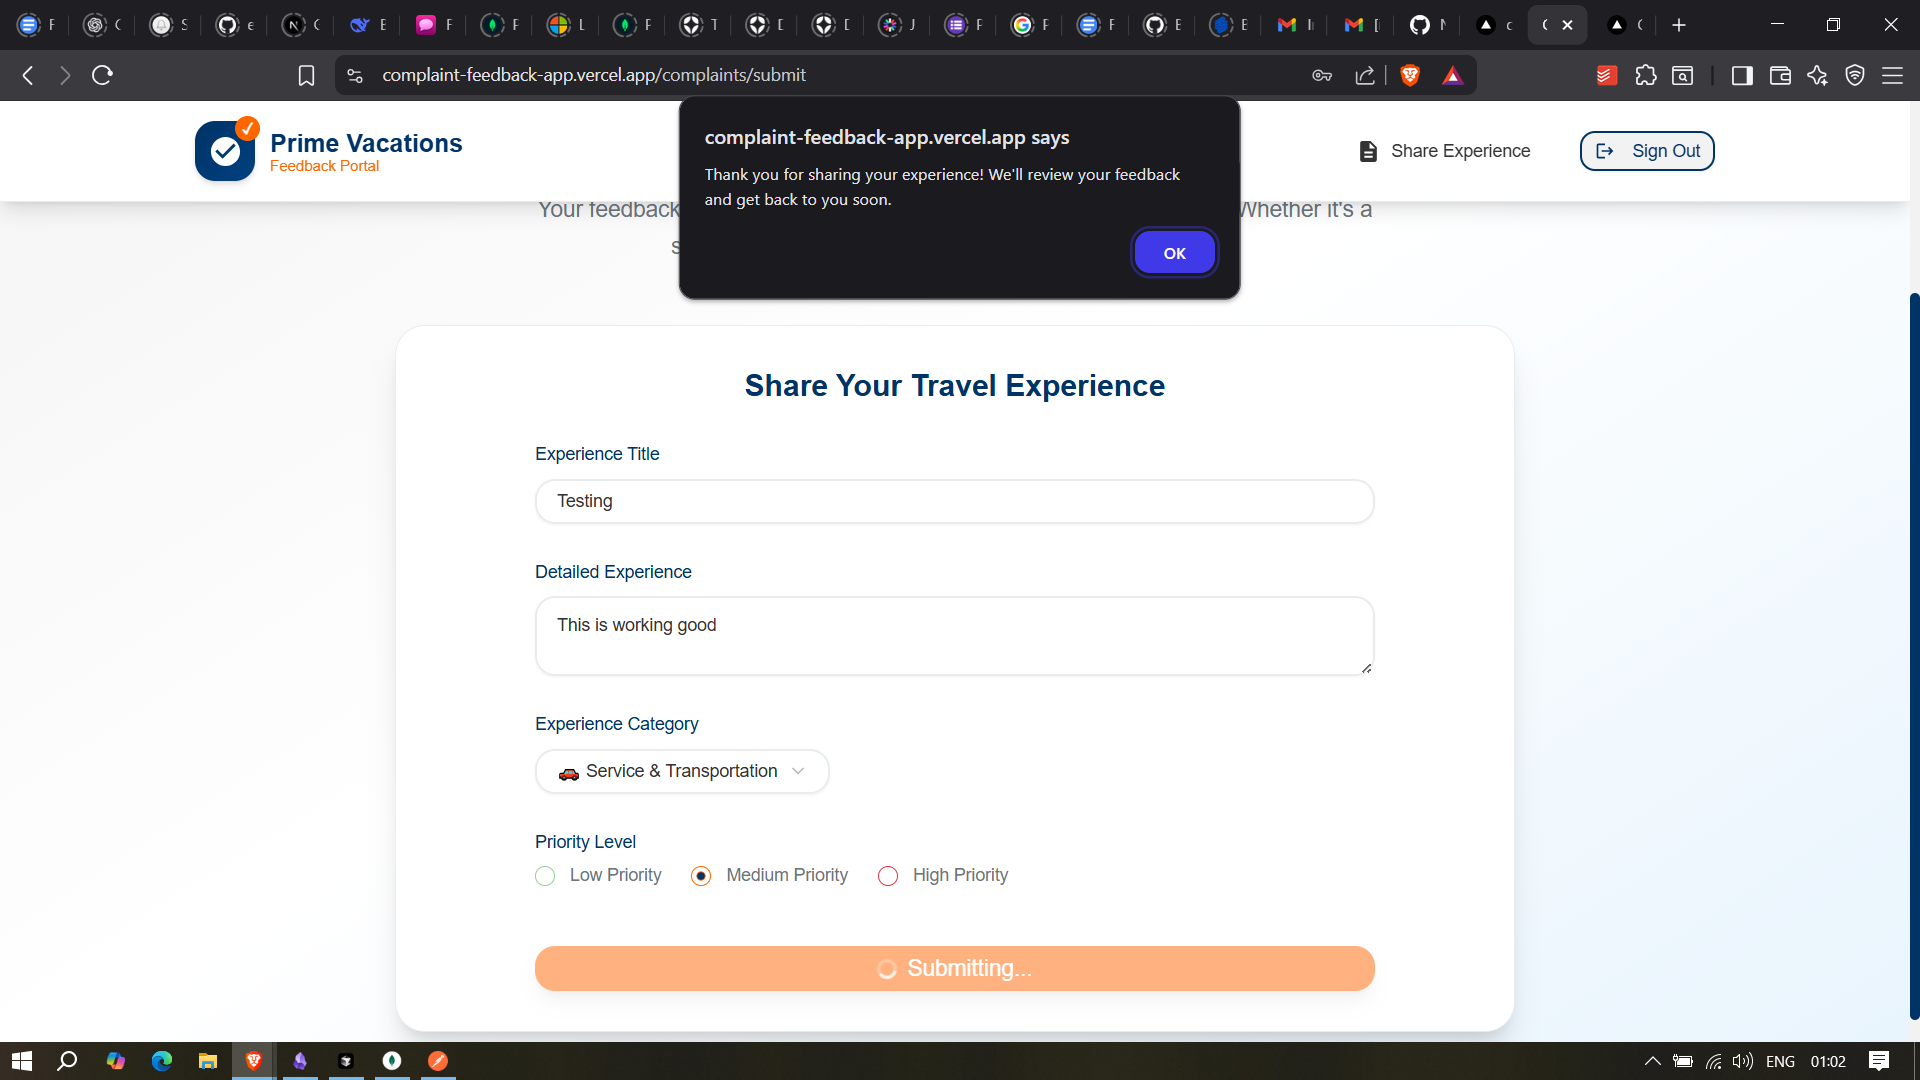 complaint-feedback-app.vercel.app/complaints/submit
complaint-feedback-app.vercel.app says
Thank you for sharing your experience! We'll review your feedback
and get back to you soon.
OK
Prime Vacations
Feedback Portal
Share Experience
Sign Out
Your feedback
Whether it's a
Share Your Travel Experience
Experience Title
Testing
Detailed Experience
This is working good
Experience Category
Service & Transportation
Priority Level
Low Priority
Medium Priority
High Priority
Submitting...
ENG
01:02